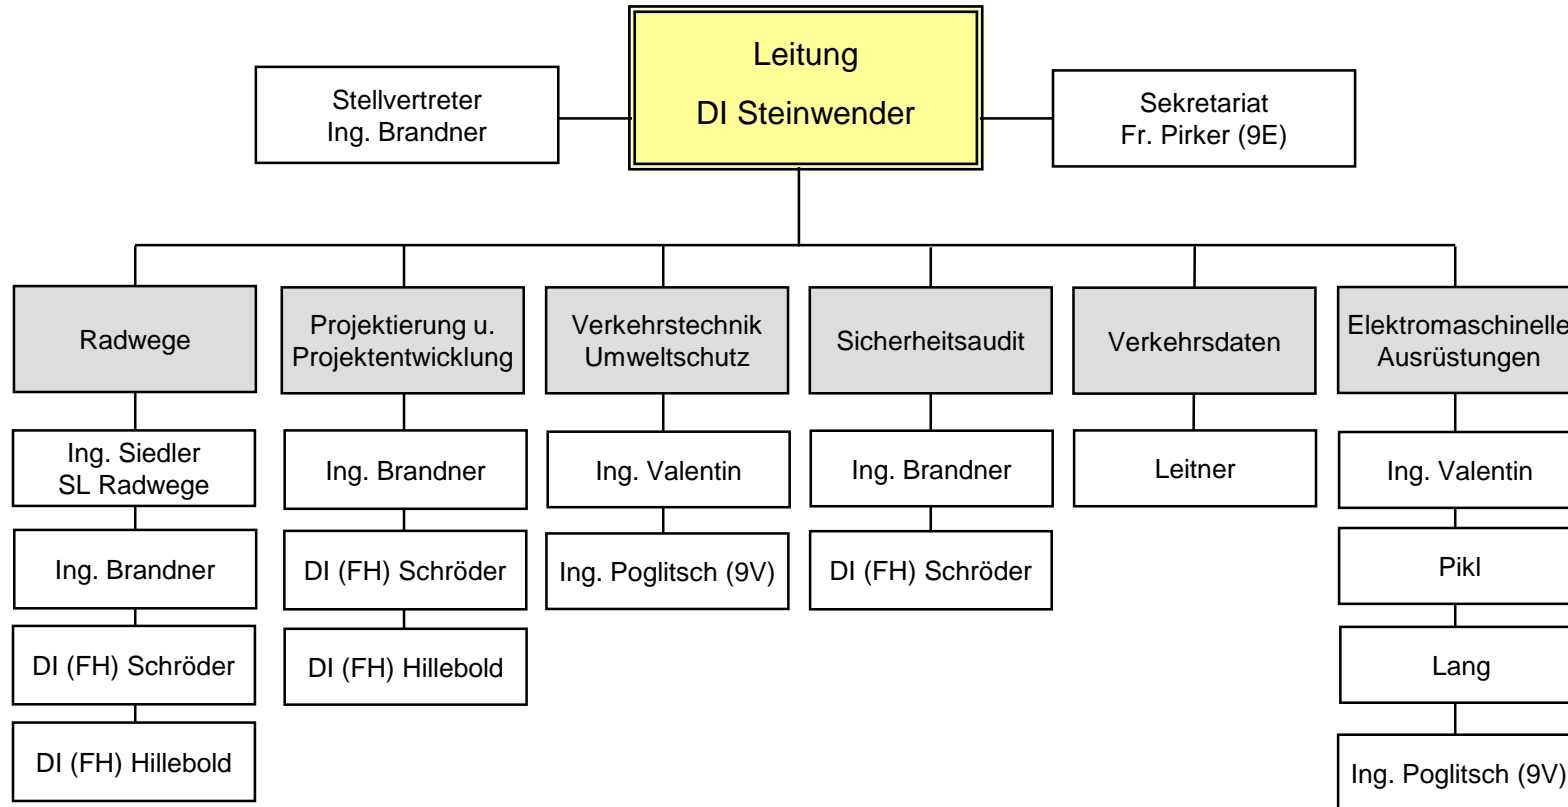 Leitung
DI Steinwender
Stellvertreter
Ing. Brandner
Sekretariat
Fr. Pirker (9E)
Radwege
Ing. Siedler
SL Radwege
Ing. Brandner
DI (FH) Schröder
DI (FH) Hillebold
Projektierung u.
Projektentwicklung
Ing. Brandner
DI (FH) Schröder
DI (FH) Hillebold
Verkehrstechnik
Umweltschutz
Ing. Valentin
Ing. Poglitsch (9V)
Sicherheitsaudit
Ing. Brandner
DI (FH) Schröder
Verkehrsdaten
Leitner
Elektromaschinelle
Ausrüstungen
Ing. Valentin
Pikl
Lang
Ing. Poglitsch (9V)